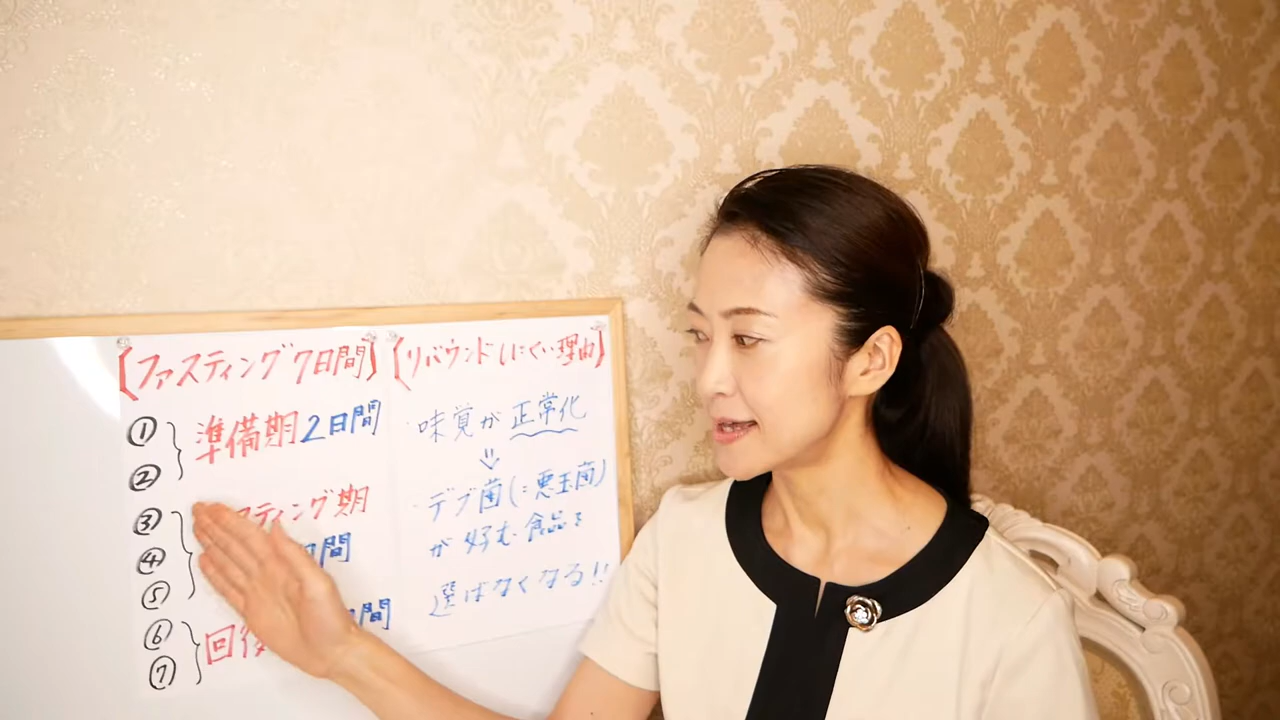 【ファスティング7日間】
①
②
準備期2日間
③
④
⑤
ティング期
日間
⑥
⑦
回復
日間
【リバウンドしにくい理由】
・味覚が正常化
⇓
・デブ菌(=悪玉菌)
が好む食品を
選ばなくなる!!